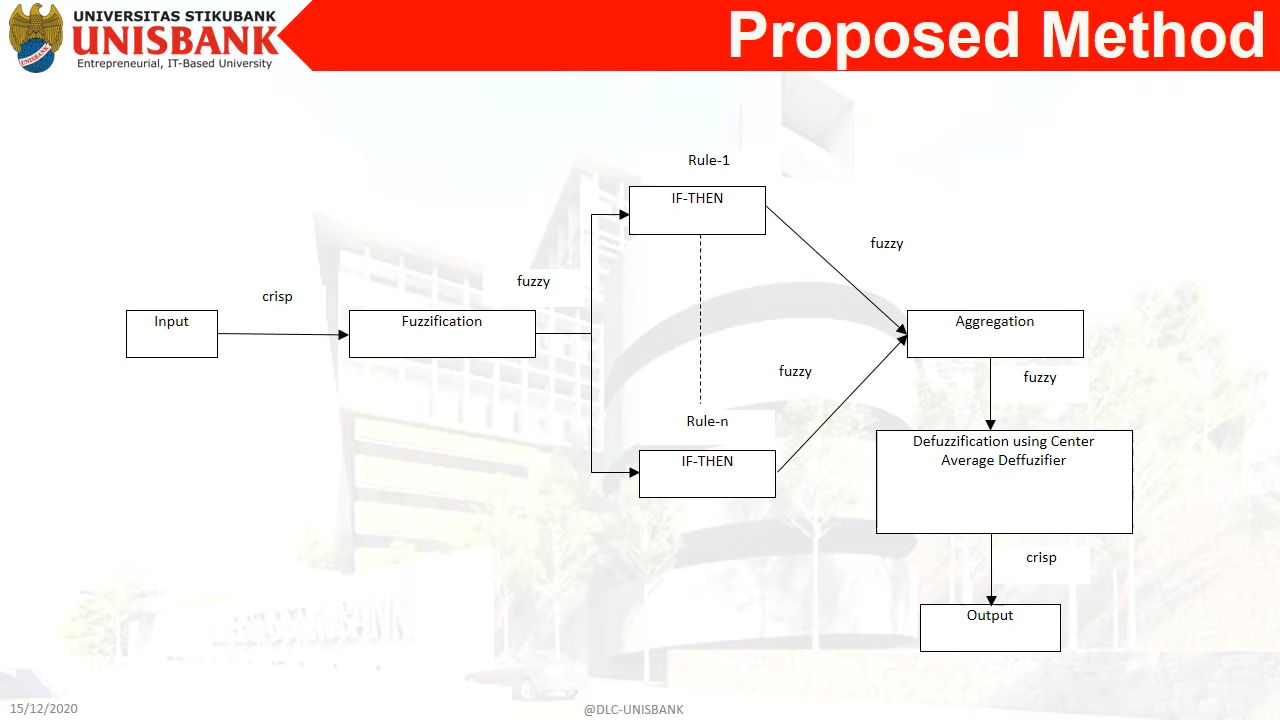 UNIVERSITAS STIKUBANK
UNISBANK
Entrepreneurial, IT-Based University
UNISBANK
Proposed Method
Rule-1
IF-THEN
fuzzy
fuzzy
crisp
Input
Fuzzification
Aggregation
fuzzy
fuzzy
Rule-n
IF-THEN
Defuzzification using Center
Average Deffuzifier
crisp
Output
15/12/2020
@DLC-UNISBANK